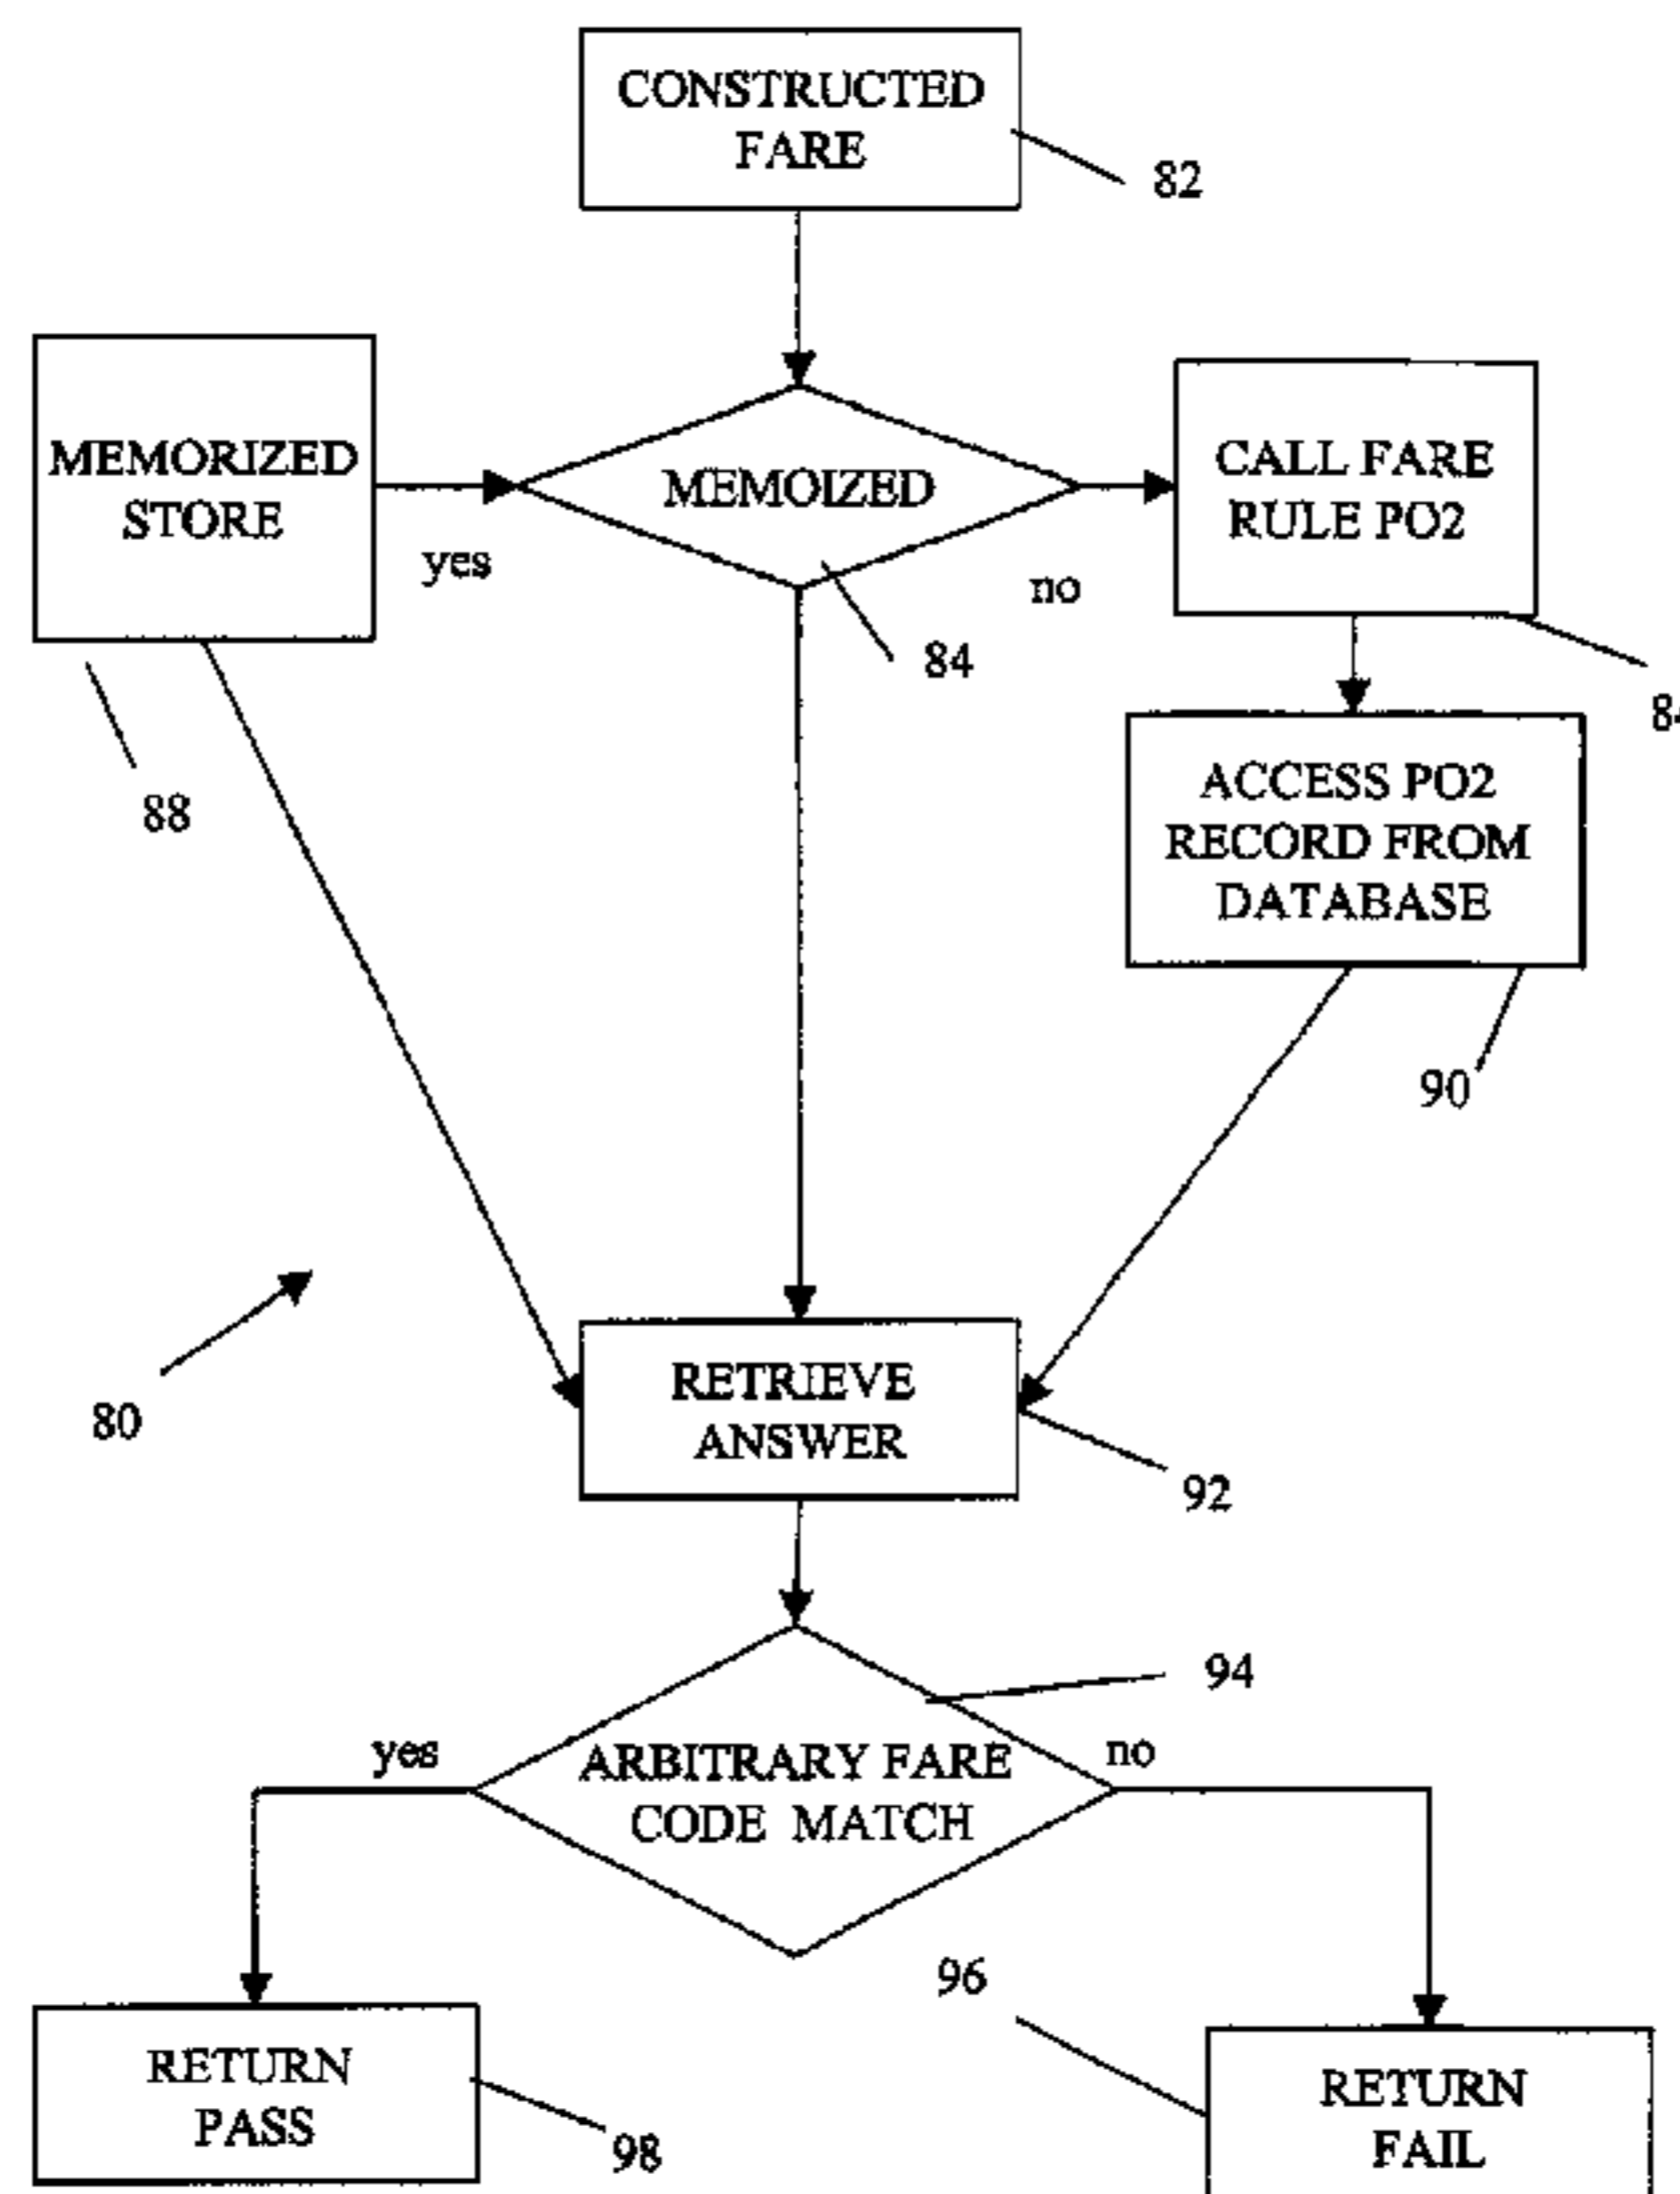 CONSTRUCTED
FARE
82
MEMORIZED
STORE
yes
MEMOIZED
no
CALL FARE
RULE PO2
84
88
ACCESS PO2
RECORD FROM
DATABASE
90
80
RETRIEVE
ANSWER
92
94
yes
ARBITRARY FARE
CODE MATCH
no
96
RETURN
PASS
98
RETURN
FAIL